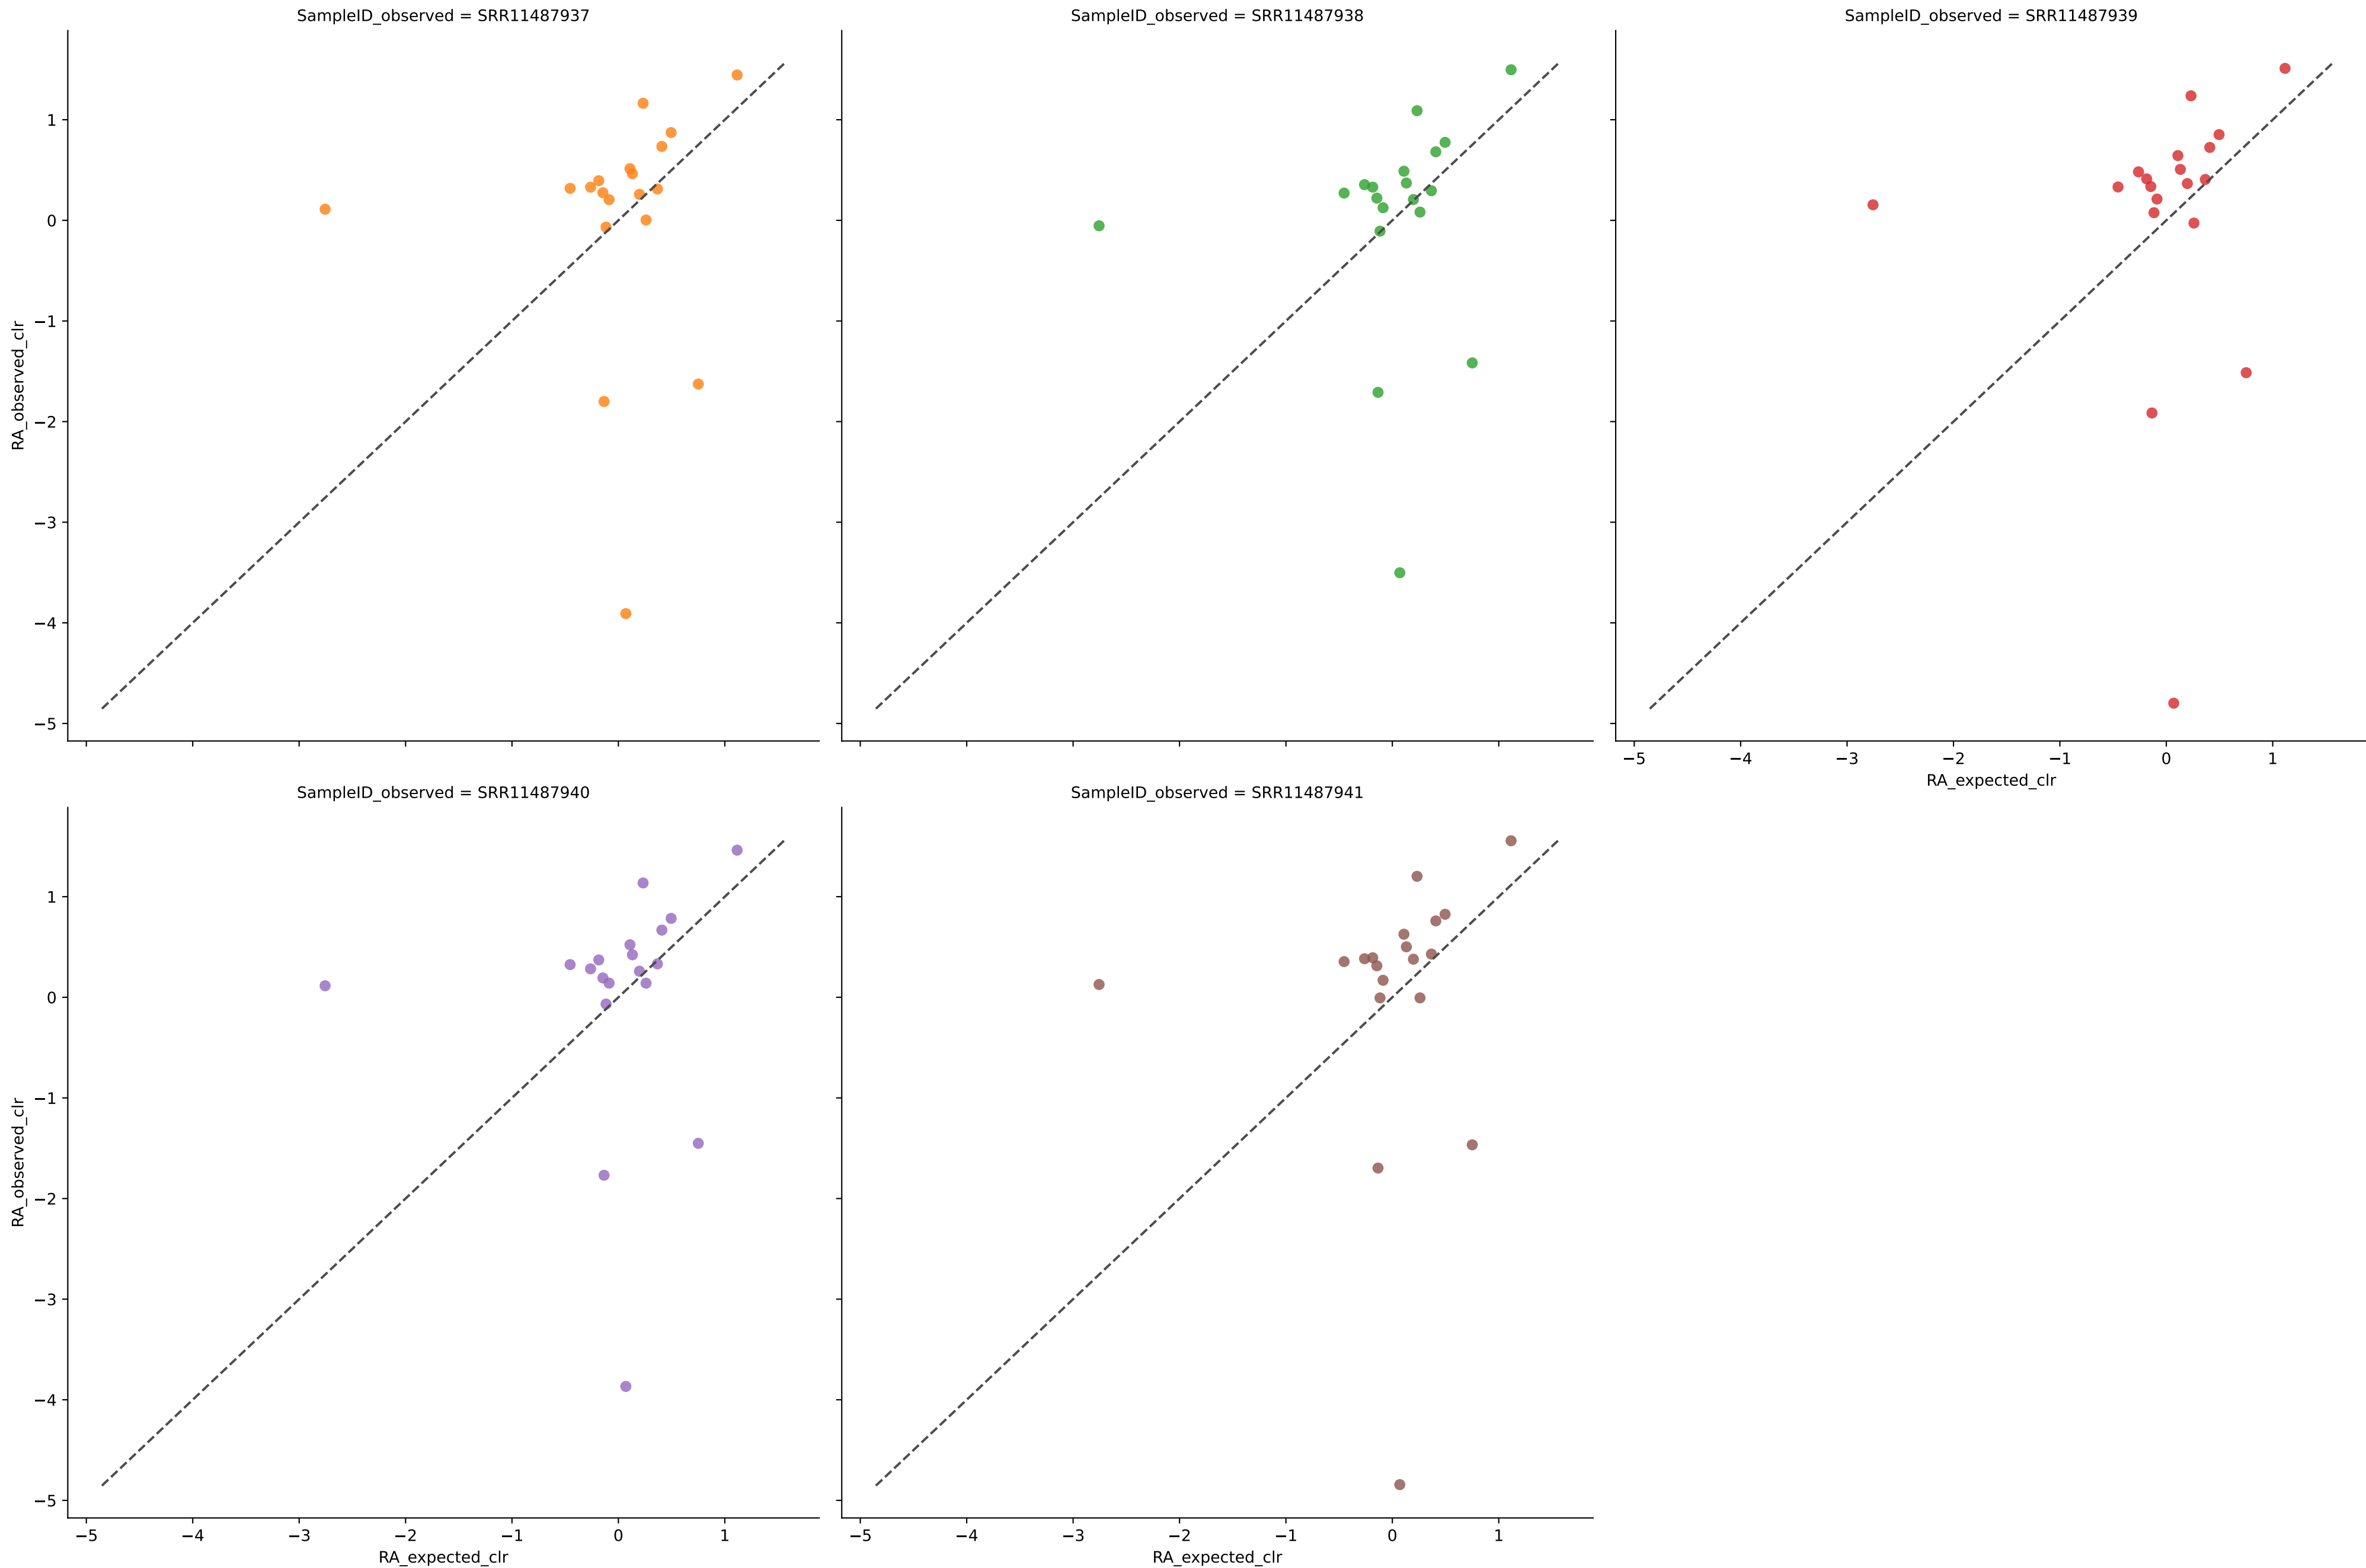 SampleID_observed = SRR11487937
SampleID_observed = SRR11487938
SampleID_observed = SRR11487939
RA_observed_clr
1
0
−1
−2
−3
−4
−5
−5 −4 −3 −2 −1 0 1
RA_expected_clr
SampleID_observed = SRR11487940
SampleID_observed = SRR11487941
RA_observed_clr
1
0
−1
−2
−3
−4
−5
−5 −4 −3 −2 −1 0 1
RA_expected_clr
−5 −4 −3 −2 −1 0 1
RA_expected_clr